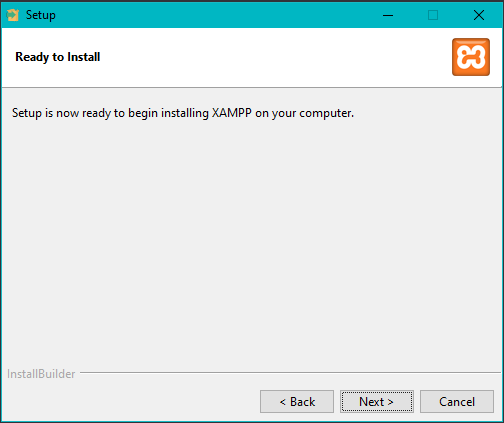 Setup
Ready to Install
Setup is now ready to begin installing XAMPP on your computer.
InstallBuilder
< Back
Next >
Cancel